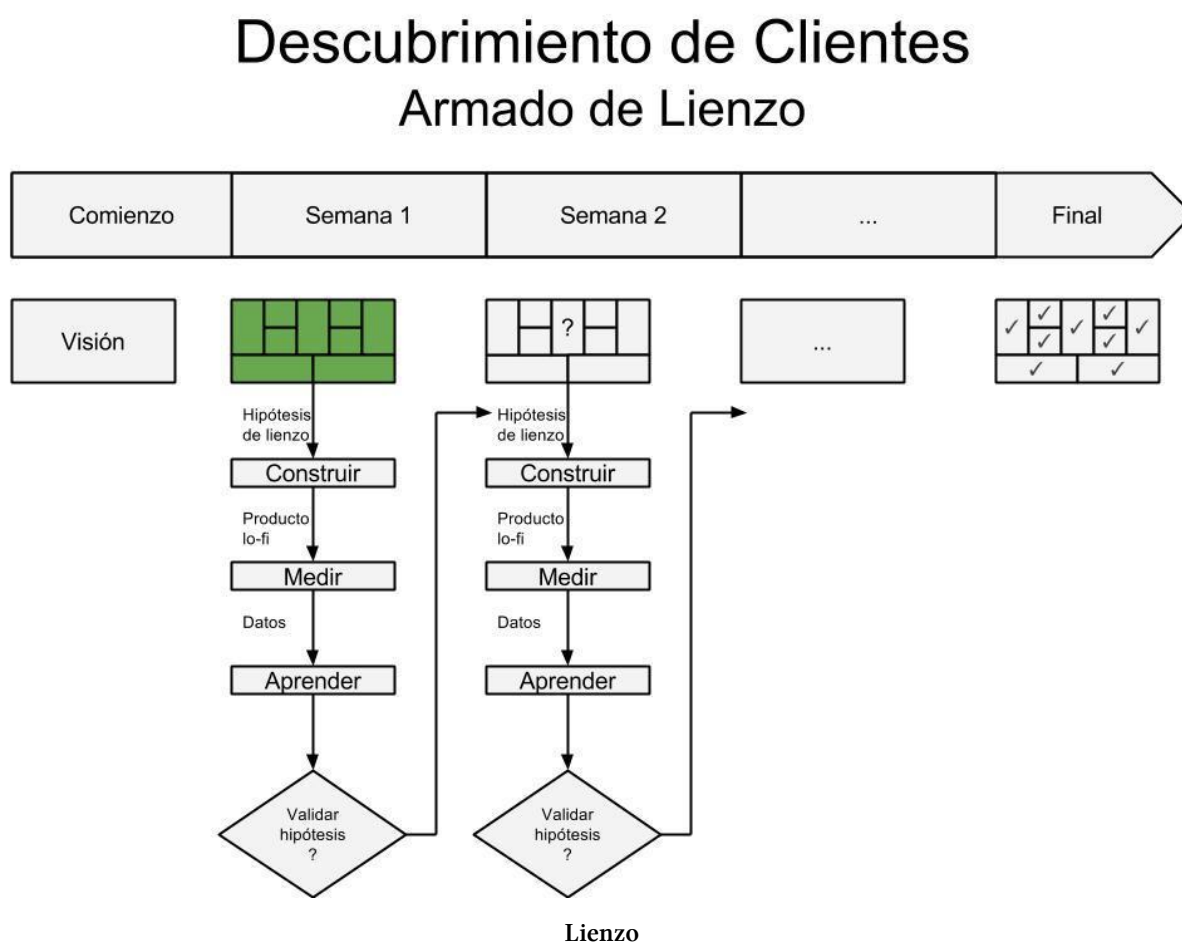 Descubrimiento de Clientes
Armado de Lienzo
Comienzo
Semana 1
Semana 2
...
Final
Visión
?
...
✓ ✓ ✓ ✓ ✓
✓ ✓
✓ ✓
Hipótesis
de lienzo
Construir
Producto
lo-fi
Medir
Datos
Aprender
Validar
hipótesis
?
Hipótesis
de lienzo
Construir
Producto
lo-fi
Medir
Datos
Aprender
Validar
hipótesis
?
Lienzo